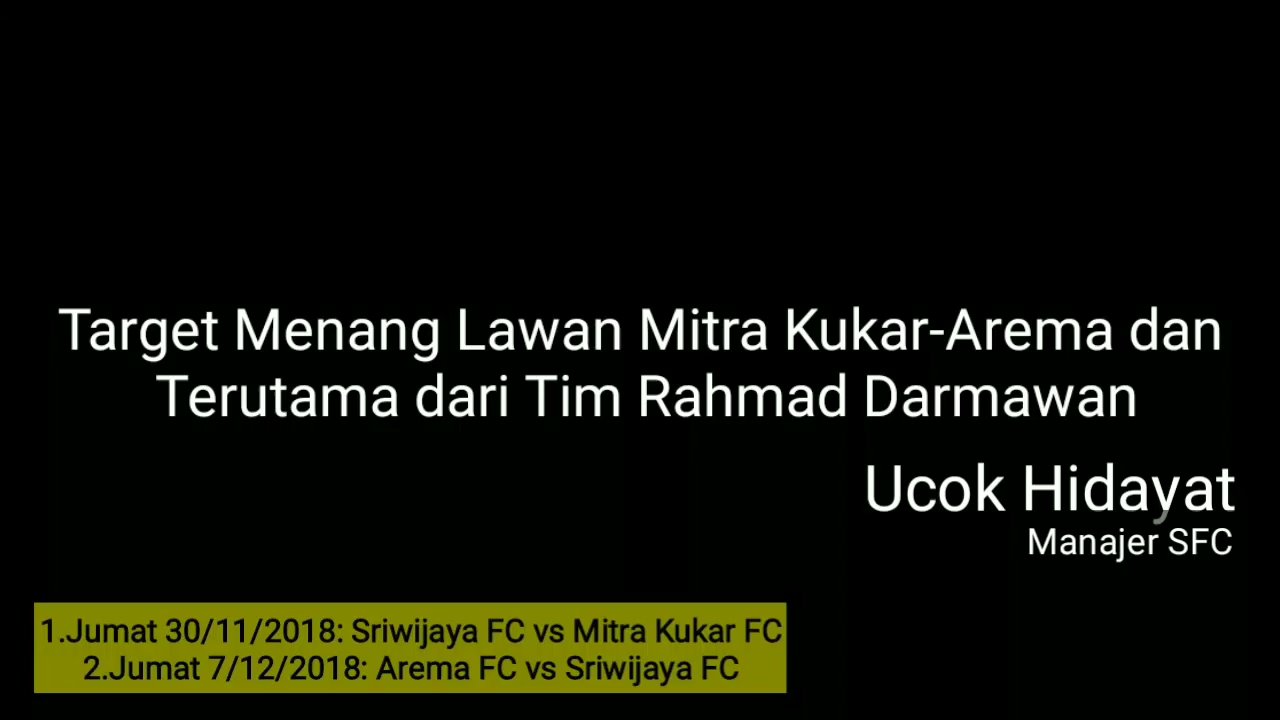 Target Menang Lawan Mitra Kukar-Arema dan
Terutama dari Tim Rahmad Darmawan
Ucok Hidayat
Manajer SFC
1.Jumat 30/11/2018: Sriwijaya FC vs Mitra Kukar FC
2.Jumat 7/12/2018: Arema FC vs Sriwijaya FC